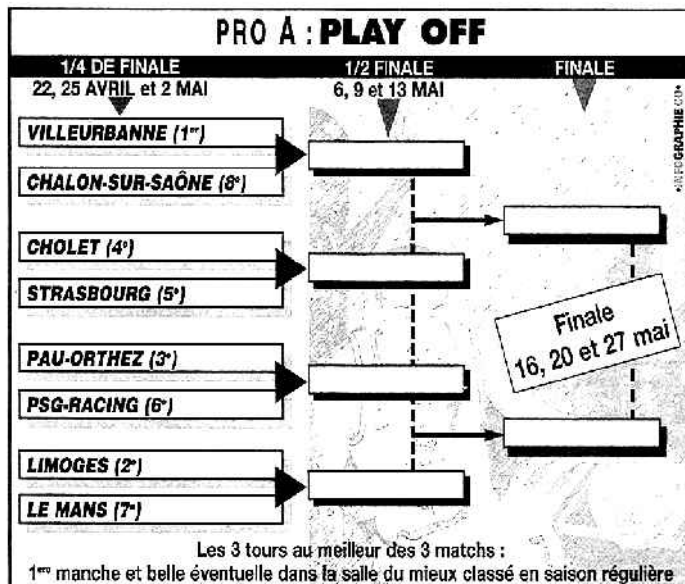 PRO A : PLAY OFF
1/4 DE FINALE
1/2 FINALE
FINALE
22, 25 AVRIL et 2 MAI
6, 9 et 13 MAI
•INFOGRAPHIE CO•
VILLEURBANNE (1er)
CHALON-SUR-SAÔNE (8e)
CHOLET (4e)
STRASBOURG (5e)
Finale
16, 20 et 27 mai
PAU-ORTHEZ (3e)
PSG-RACING (6e)
LIMOGES (2e)
LE MANS (7e)
Les 3 tours au meilleur des 3 matchs :
1ère manche et belle éventuelle dans la salle du mieux classé en saison régulière